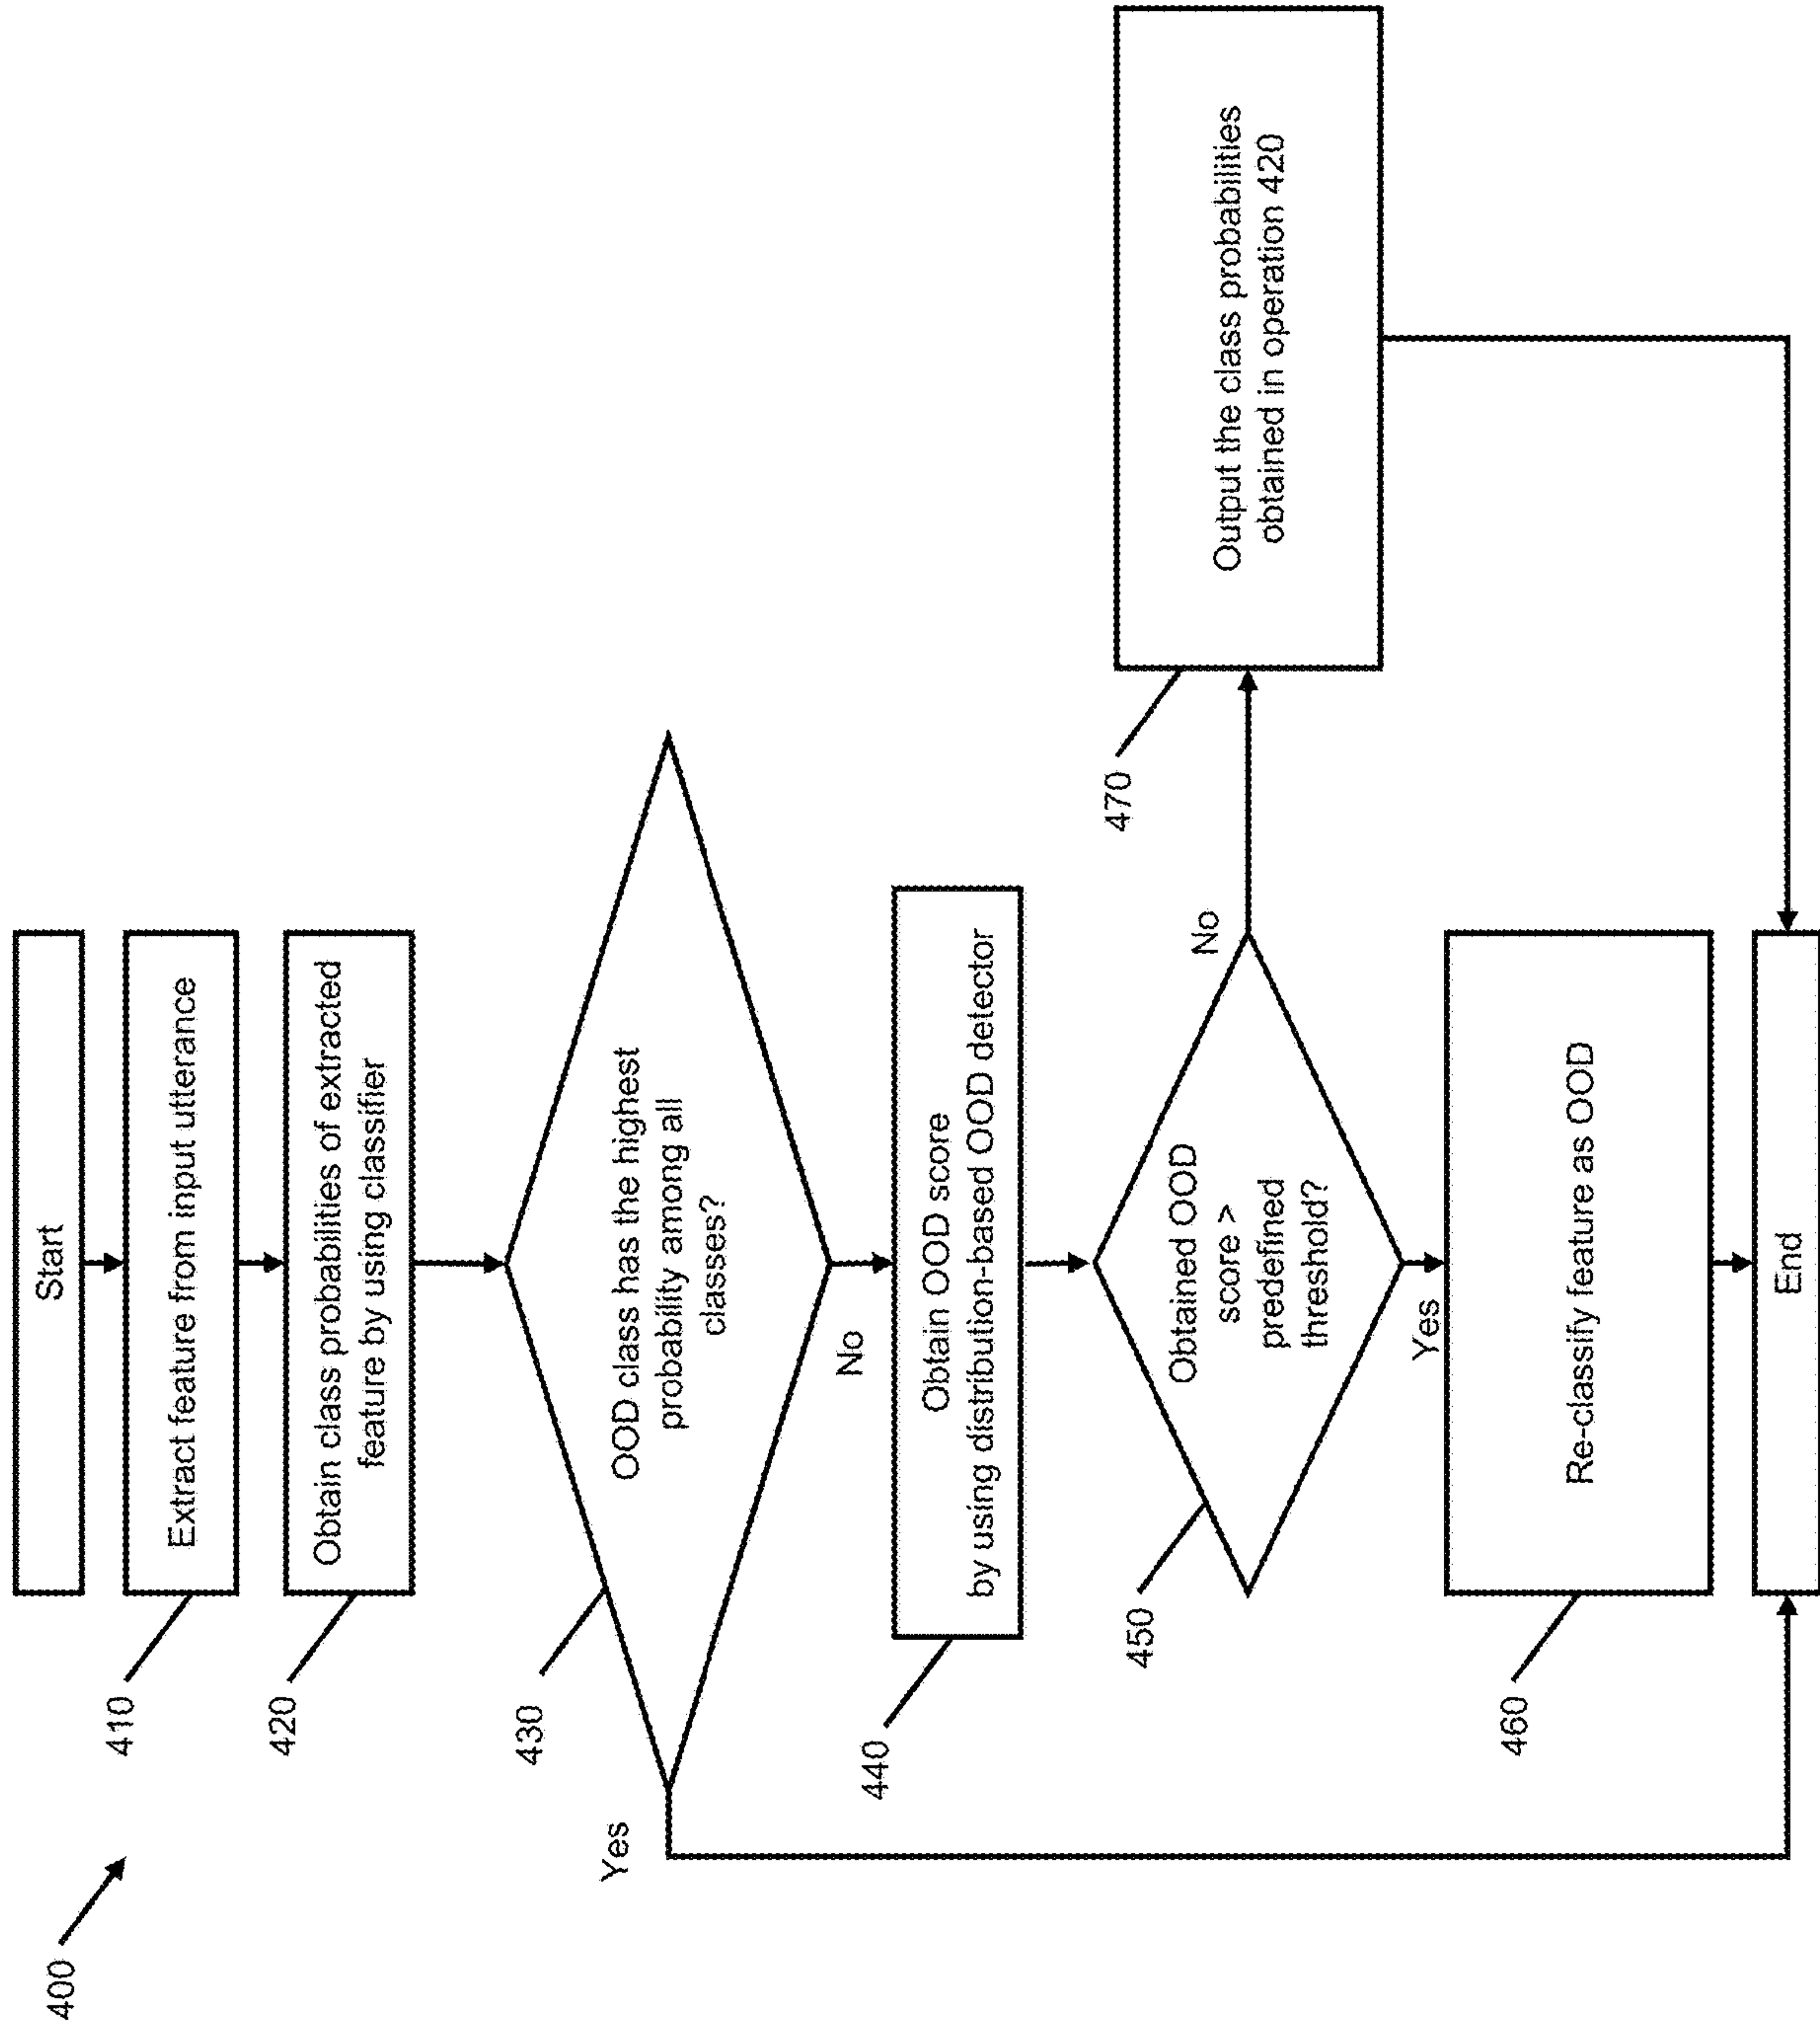 400
Start
410
Extract feature from input utterance
420
Obtain class probabilities of extracted
feature by using classifier
430
OOD class has the highest
probability among all
classes?
Yes
No
440
Obtain OOD score
by using distribution-based OOD detector
450
Obtained OOD
score >
predefined
threshold?
No
Yes
470
Output the class probabilities
obtained in operation 420
460
Re-classify feature as OOD
End